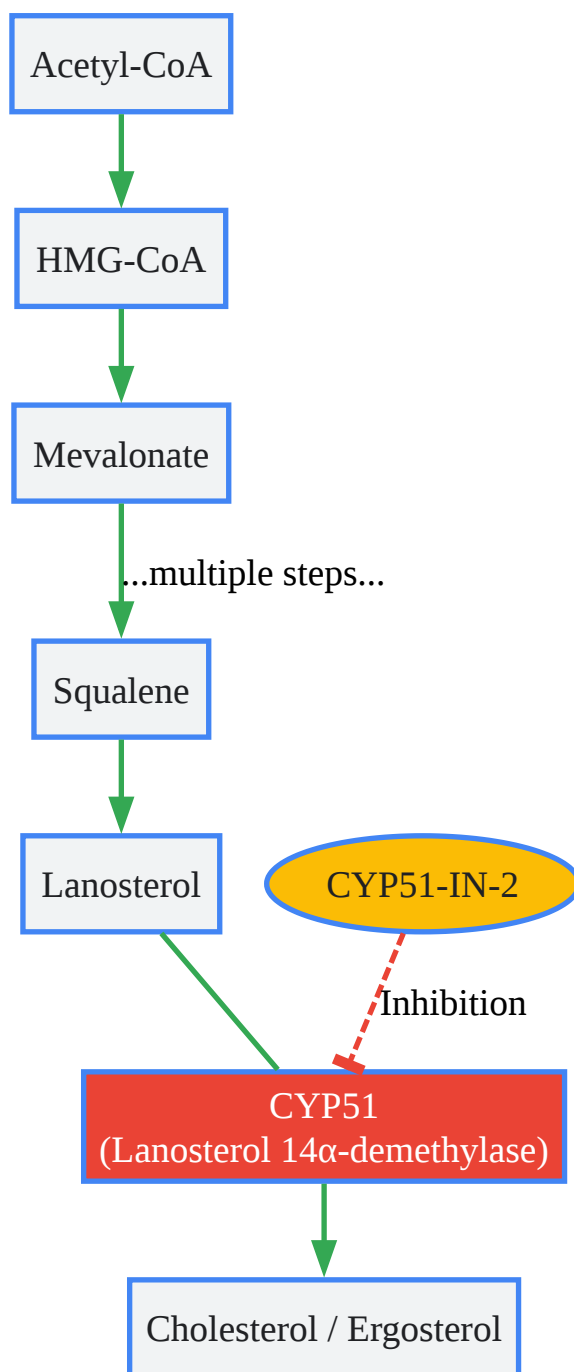 Acetyl-CoA
HMG-CoA
Mevalonate
...multiple steps...
Squalene
Lanosterol
CYP51-IN-2
Inhibition
CYP51
(Lanosterol 14α-demethylase)
Cholesterol / Ergosterol